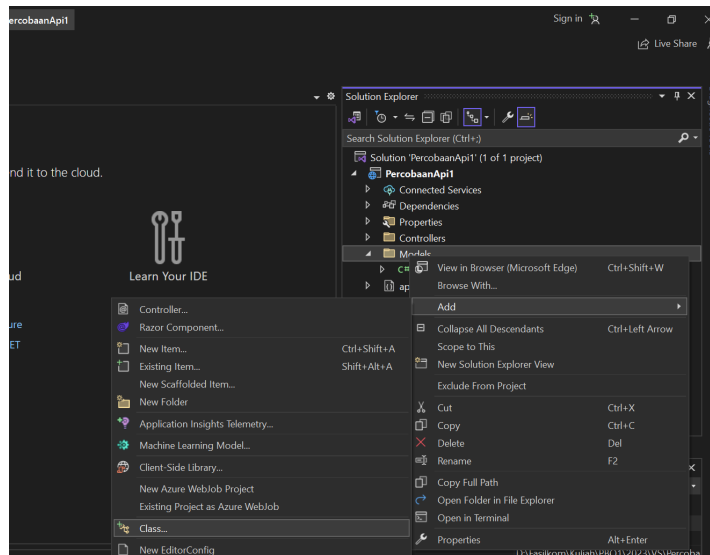 ercobaanApi1
Sign in
Live Share
Solution Explorer
Search Solution Explorer (Ctrl+;)
Solution 'PercobaanApi1' (1 of 1 project)
PercobaanApi1
Connected Services
Dependencies
Properties
Controllers
Models
C#
ap
nd it to the cloud.
Learn Your IDE
ud
ure
ET
View in Browser (Microsoft Edge) Ctrl+Shift+W
Browse With...
Add
Collapse All Descendants Ctrl+Left Arrow
Scope to This
New Solution Explorer View
Exclude From Project
Cut Ctrl+X
Copy Ctrl+C
Delete Del
Rename F2
Copy Full Path
Open Folder in File Explorer
Open in Terminal
Properties Alt+Enter
Controller...
Razor Component...
New Item... Ctrl+Shift+A
Existing Item... Shift+Alt+A
New Scaffolded Item...
New Folder
Application Insights Telemetry...
Machine Learning Model...
Client-Side Library...
New Azure WebJob Project
Existing Project as Azure WebJob
Class...
New EditorConfig